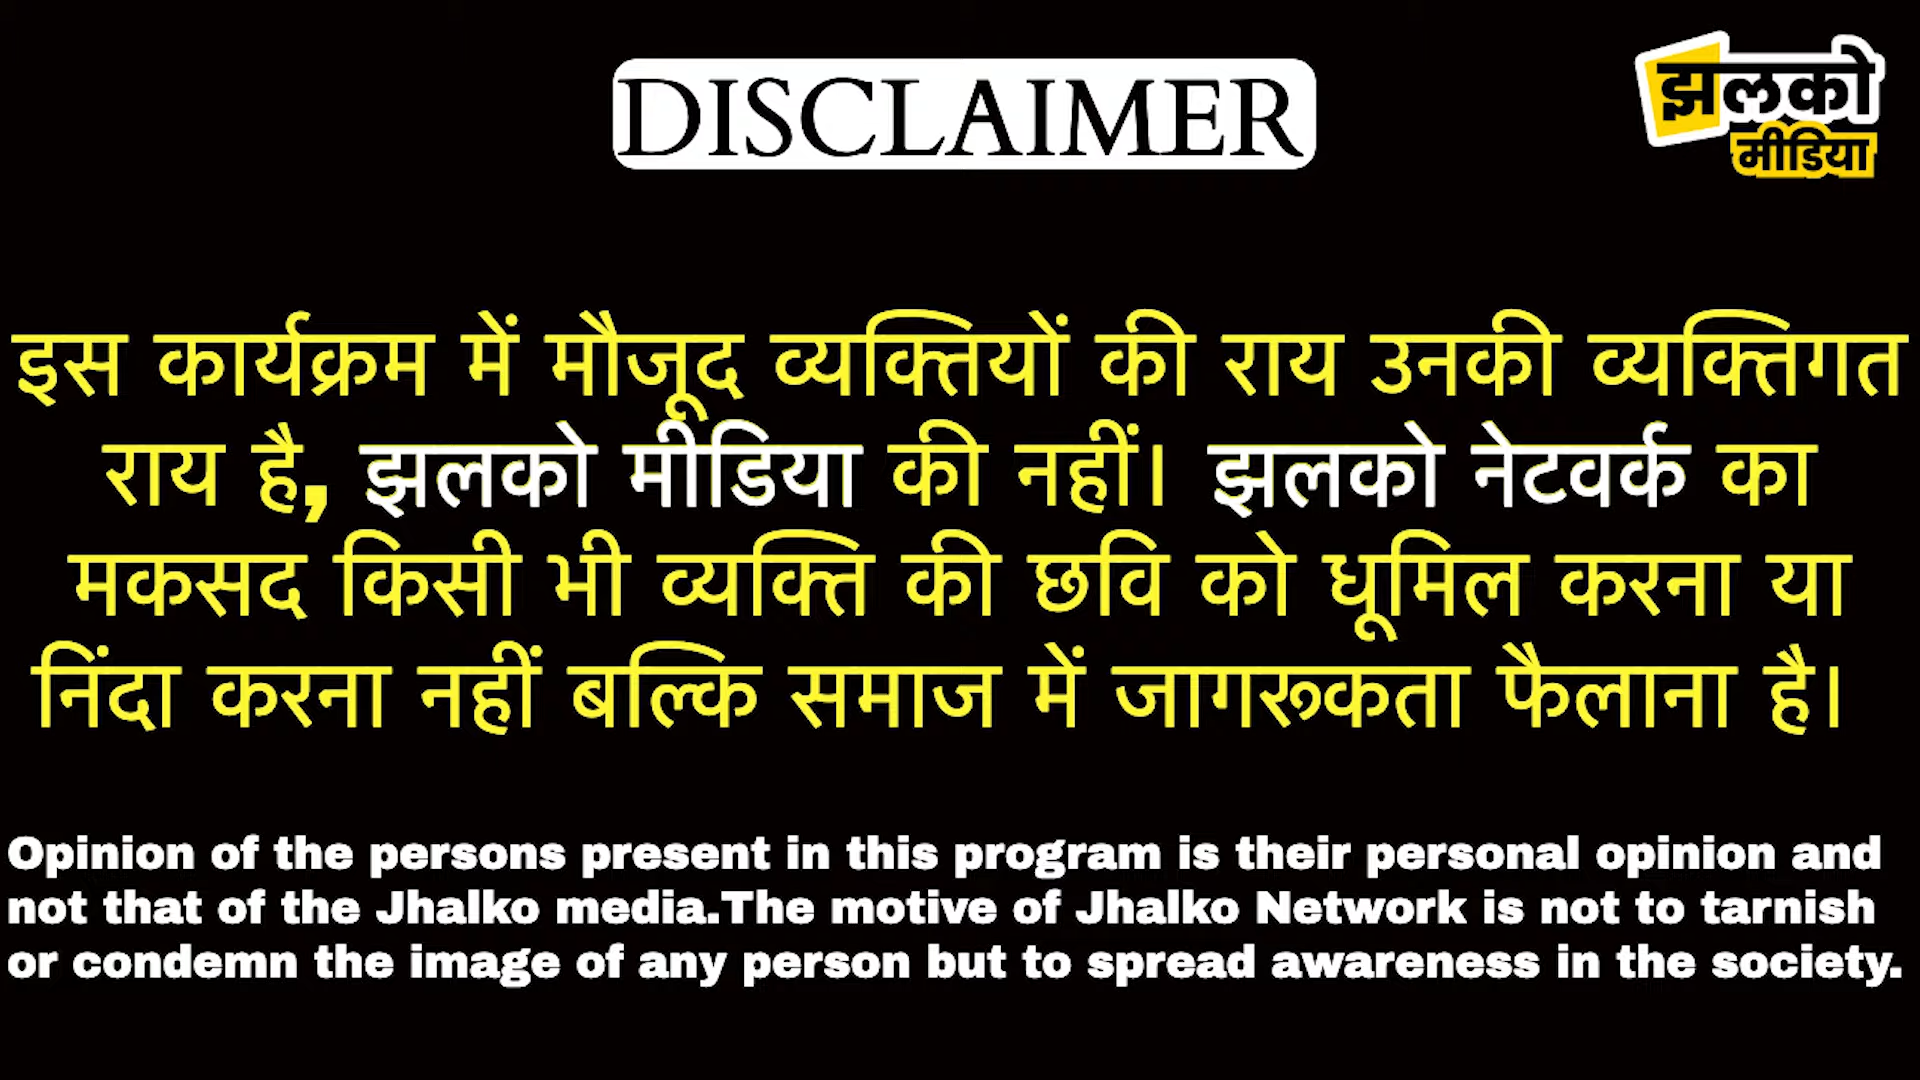 DISCLAIMER
झलको
मीडिया
इस कार्यक्रम में मौजूद व्यक्तियों की राय उनकी व्यक्तिगत
राय है, झलको मीडिया की नहीं। झलको नेटवर्क का
मकसद किसी भी व्यक्ति की छवि को धूमिल करना या
निंदा करना नहीं बल्कि समाज में जागरूकता फैलाना है।
Opinion of the persons present in this program is their personal opinion and
not that of the Jhalko media.The motive of Jhalko Network is not to tarnish
or condemn the image of any person but to spread awareness in the society.